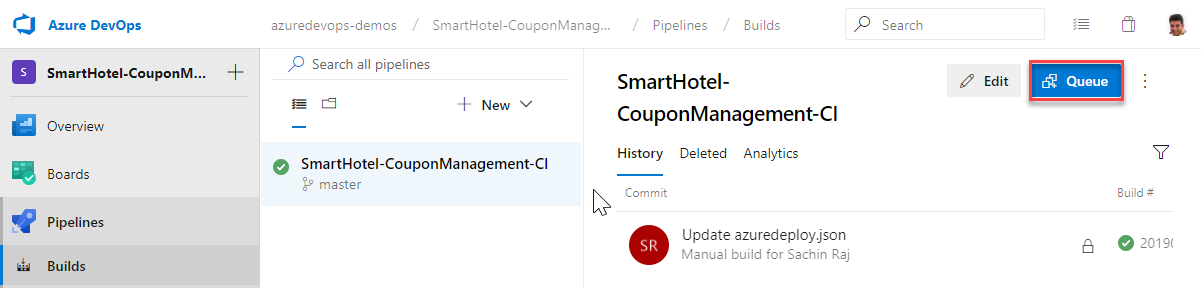 Azure DevOps
azuredevops-demos / SmartHotel-CouponManag... / Pipelines / Builds
Search
S
SmartHotel-CouponM...
Overview
Boards
Pipelines
Builds
Search all pipelines
New
SmartHotel-CouponManagement-CI
master
SmartHotel-
CouponManagement-CI
Edit
Queue
History Deleted Analytics
Commit Build #
SR
Update azuredeploy.json
Manual build for Sachin Raj